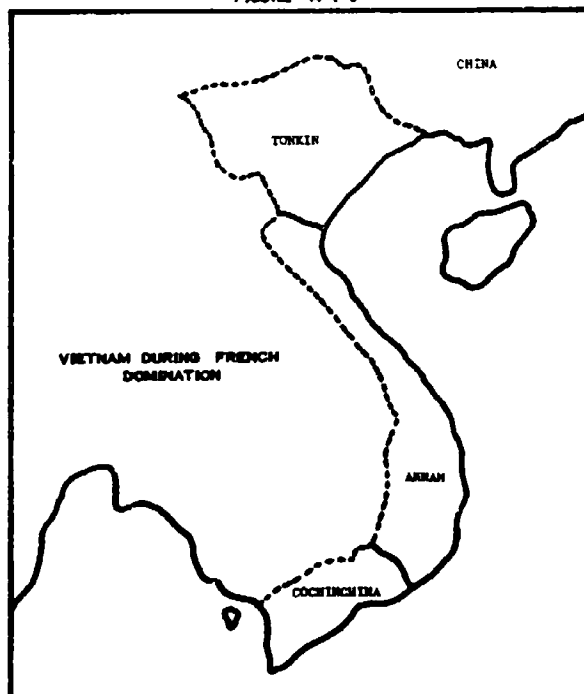 CHINA
TONKIN
VIETNAM DURING FRENCH
DOMINATION
ANNAM
COCHINCHINA